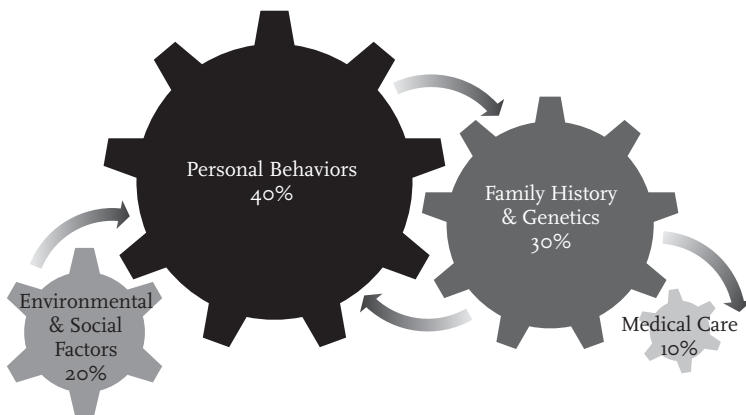 Personal Behaviors
40%
Family History
& Genetics
30%
Environmental
& Social
Factors
20%
Medical Care
10%